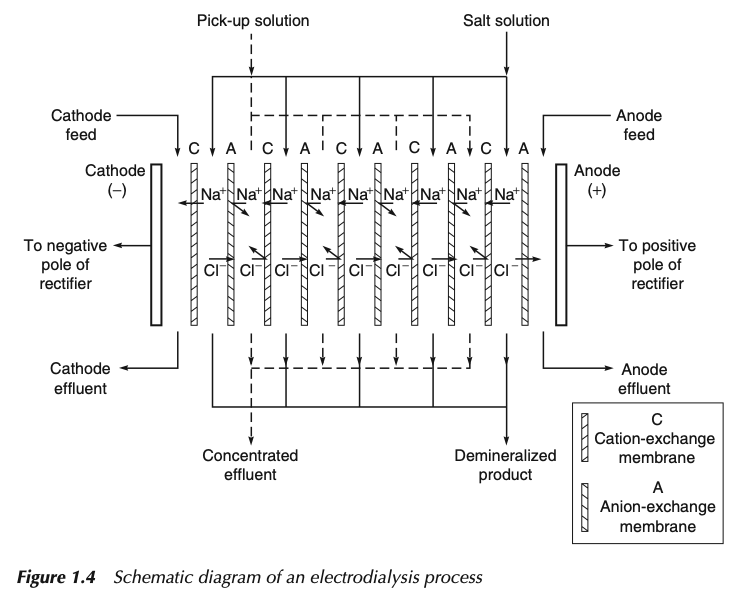 Pick-up solution
Salt solution
Cathode
feed
Anode
feed
C A C A C A C A C A
Cathode
(–)
Anode
(+)
Na⁺ Na⁺ Na⁺ Na⁺ Na⁺ Na⁺ Na⁺ Na⁺ Na⁺
To negative
pole of
rectifier
To positive
pole of
rectifier
Cl⁻ Cl⁻ Cl⁻ Cl⁻ Cl⁻ Cl⁻ Cl⁻ Cl⁻ Cl⁻
Cathode
effluent
Anode
effluent
Concentrated
effluent
Demineralized
product
C
Cation-exchange
membrane
A
Anion-exchange
membrane
Figure 1.4 Schematic diagram of an electrodialysis process